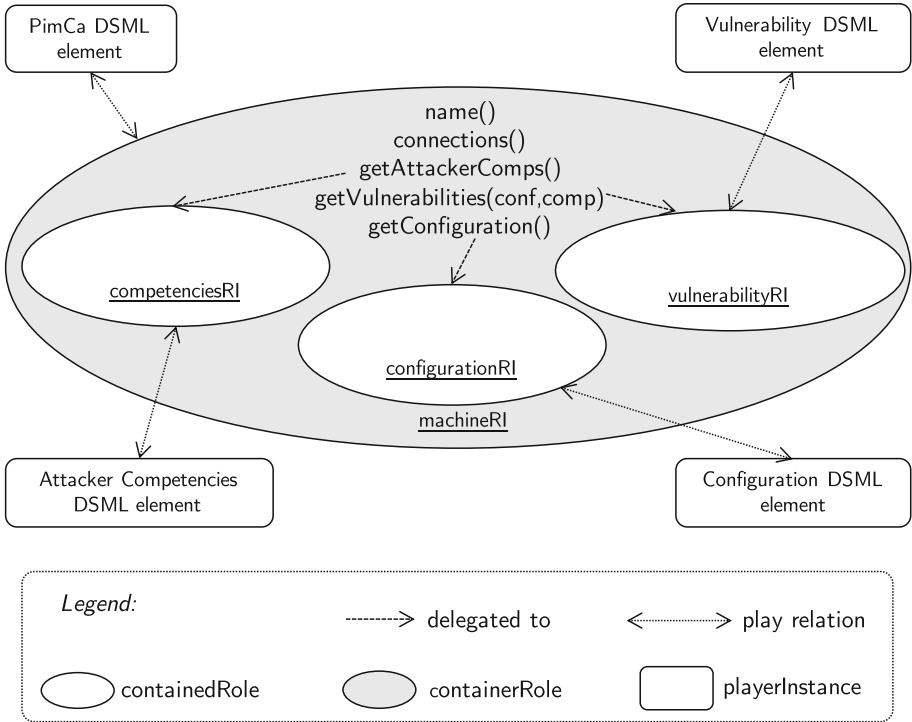 PimCa DSML
element
Vulnerability DSML
element
name()
connections()
getAttackerComps()
getVulnerabilities(conf,comp)
getConfiguration()
competenciesRI
vulnerabilityRI
configurationRI
machineRI
Attacker Competencies
DSML element
Configuration DSML
element
Legend:
delegated to
play relation
containedRole
containerRole
playerInstance